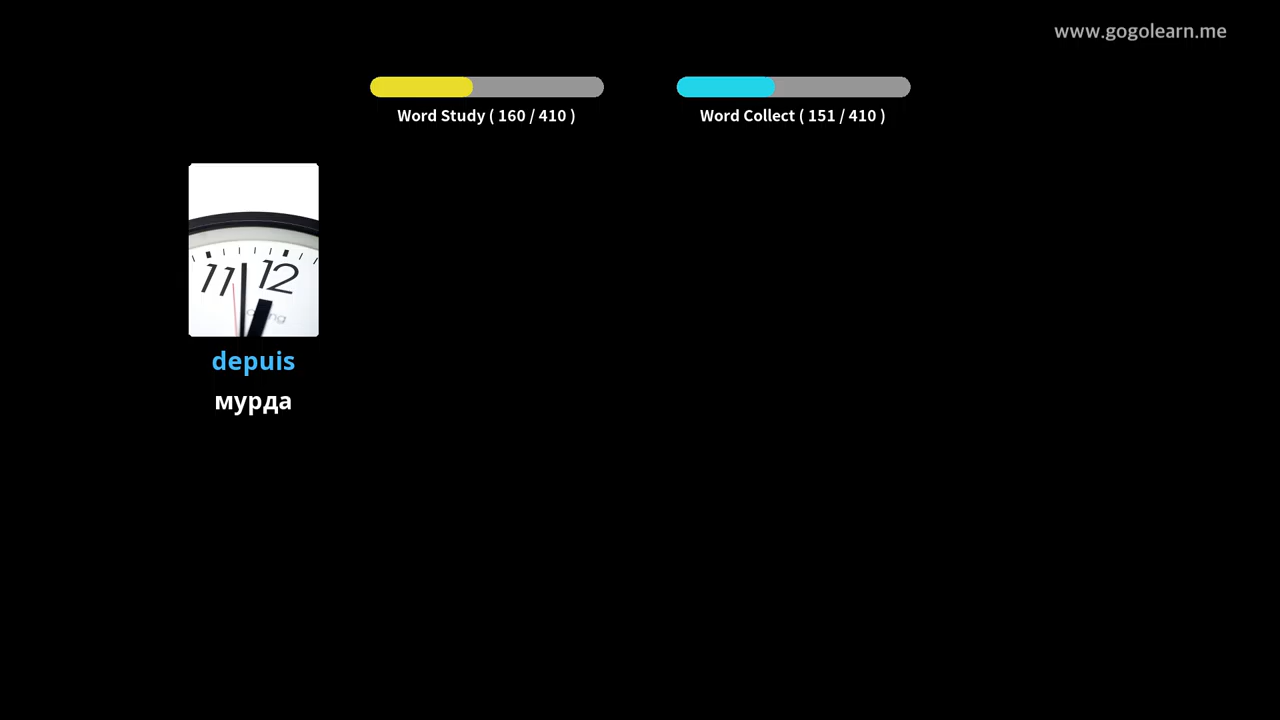 www.gogolearn.me
Word Study ( 160 / 410 )
Word Collect ( 151 / 410 )
11 12
depuis
мурда